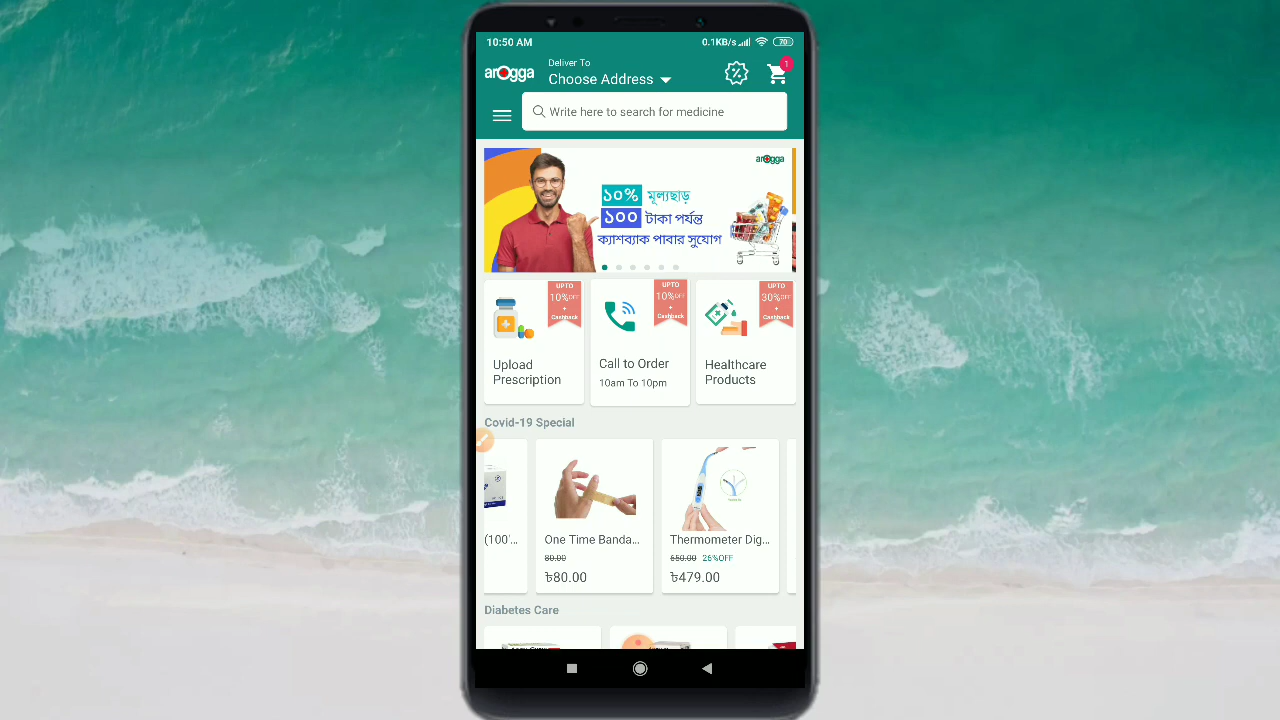 10:50 AM
0.1KB/s
70
arogga
Deliver To
Choose Address
1
Write here to search for medicine
arogga
১০% মূল্যছাড়
১০০ টাকা পর্যন্ত
ক্যাশব্যাক পাবার সুযোগ
UPTO
10%OFF
+
Cashback
Upload
Prescription
UPTO
10%OFF
+
Cashback
Call to Order
10am To 10pm
UPTO
30%OFF
+
Cashback
Healthcare
Products
Covid-19 Special
(100'...
One Time Banda...
80.00
৳80.00
Thermometer Dig...
650.00 26%OFF
৳479.00
Diabetes Care